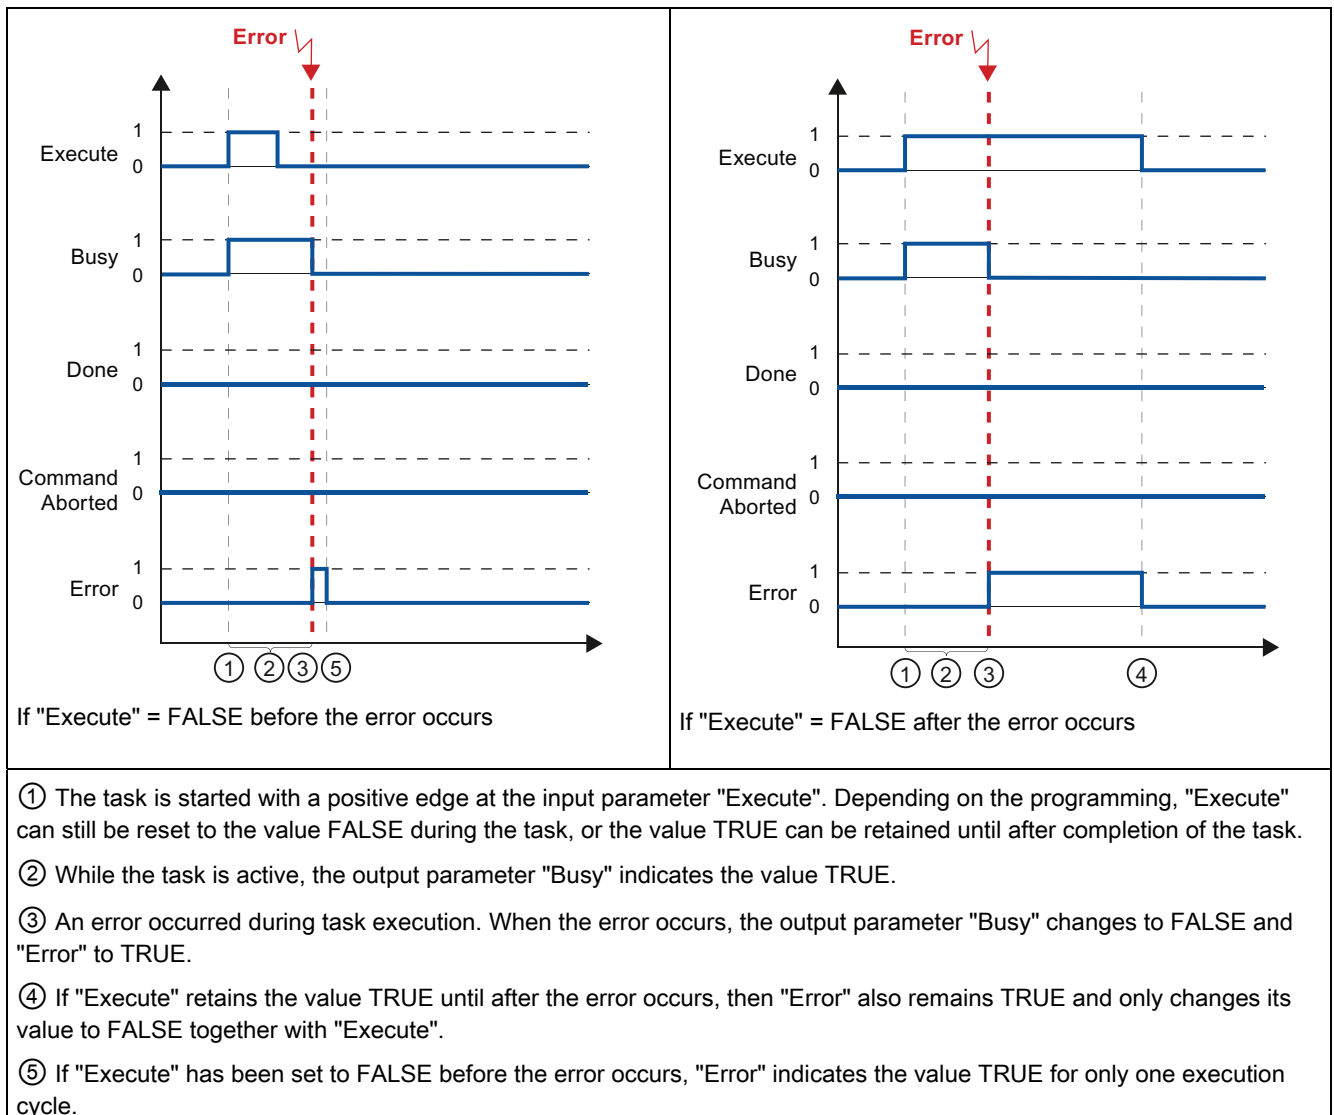 Error
1
Execute
0
1
Busy
0
1
Done
0
1
Command
Aborted
0
1
Error
0
① ② ③ ⑤
If "Execute" = FALSE before the error occurs
Error
1
Execute
0
1
Busy
0
1
Done
0
1
Command
Aborted
0
1
Error
0
① ② ③ ④
If "Execute" = FALSE after the error occurs
① The task is started with a positive edge at the input parameter "Execute". Depending on the programming, "Execute"
can still be reset to the value FALSE during the task, or the value TRUE can be retained until after completion of the task.
② While the task is active, the output parameter "Busy" indicates the value TRUE.
③ An error occurred during task execution. When the error occurs, the output parameter "Busy" changes to FALSE and
"Error" to TRUE.
④ If "Execute" retains the value TRUE until after the error occurs, then "Error" also remains TRUE and only changes its
value to FALSE together with "Execute".
⑤ If "Execute" has been set to FALSE before the error occurs, "Error" indicates the value TRUE for only one execution
cycle.